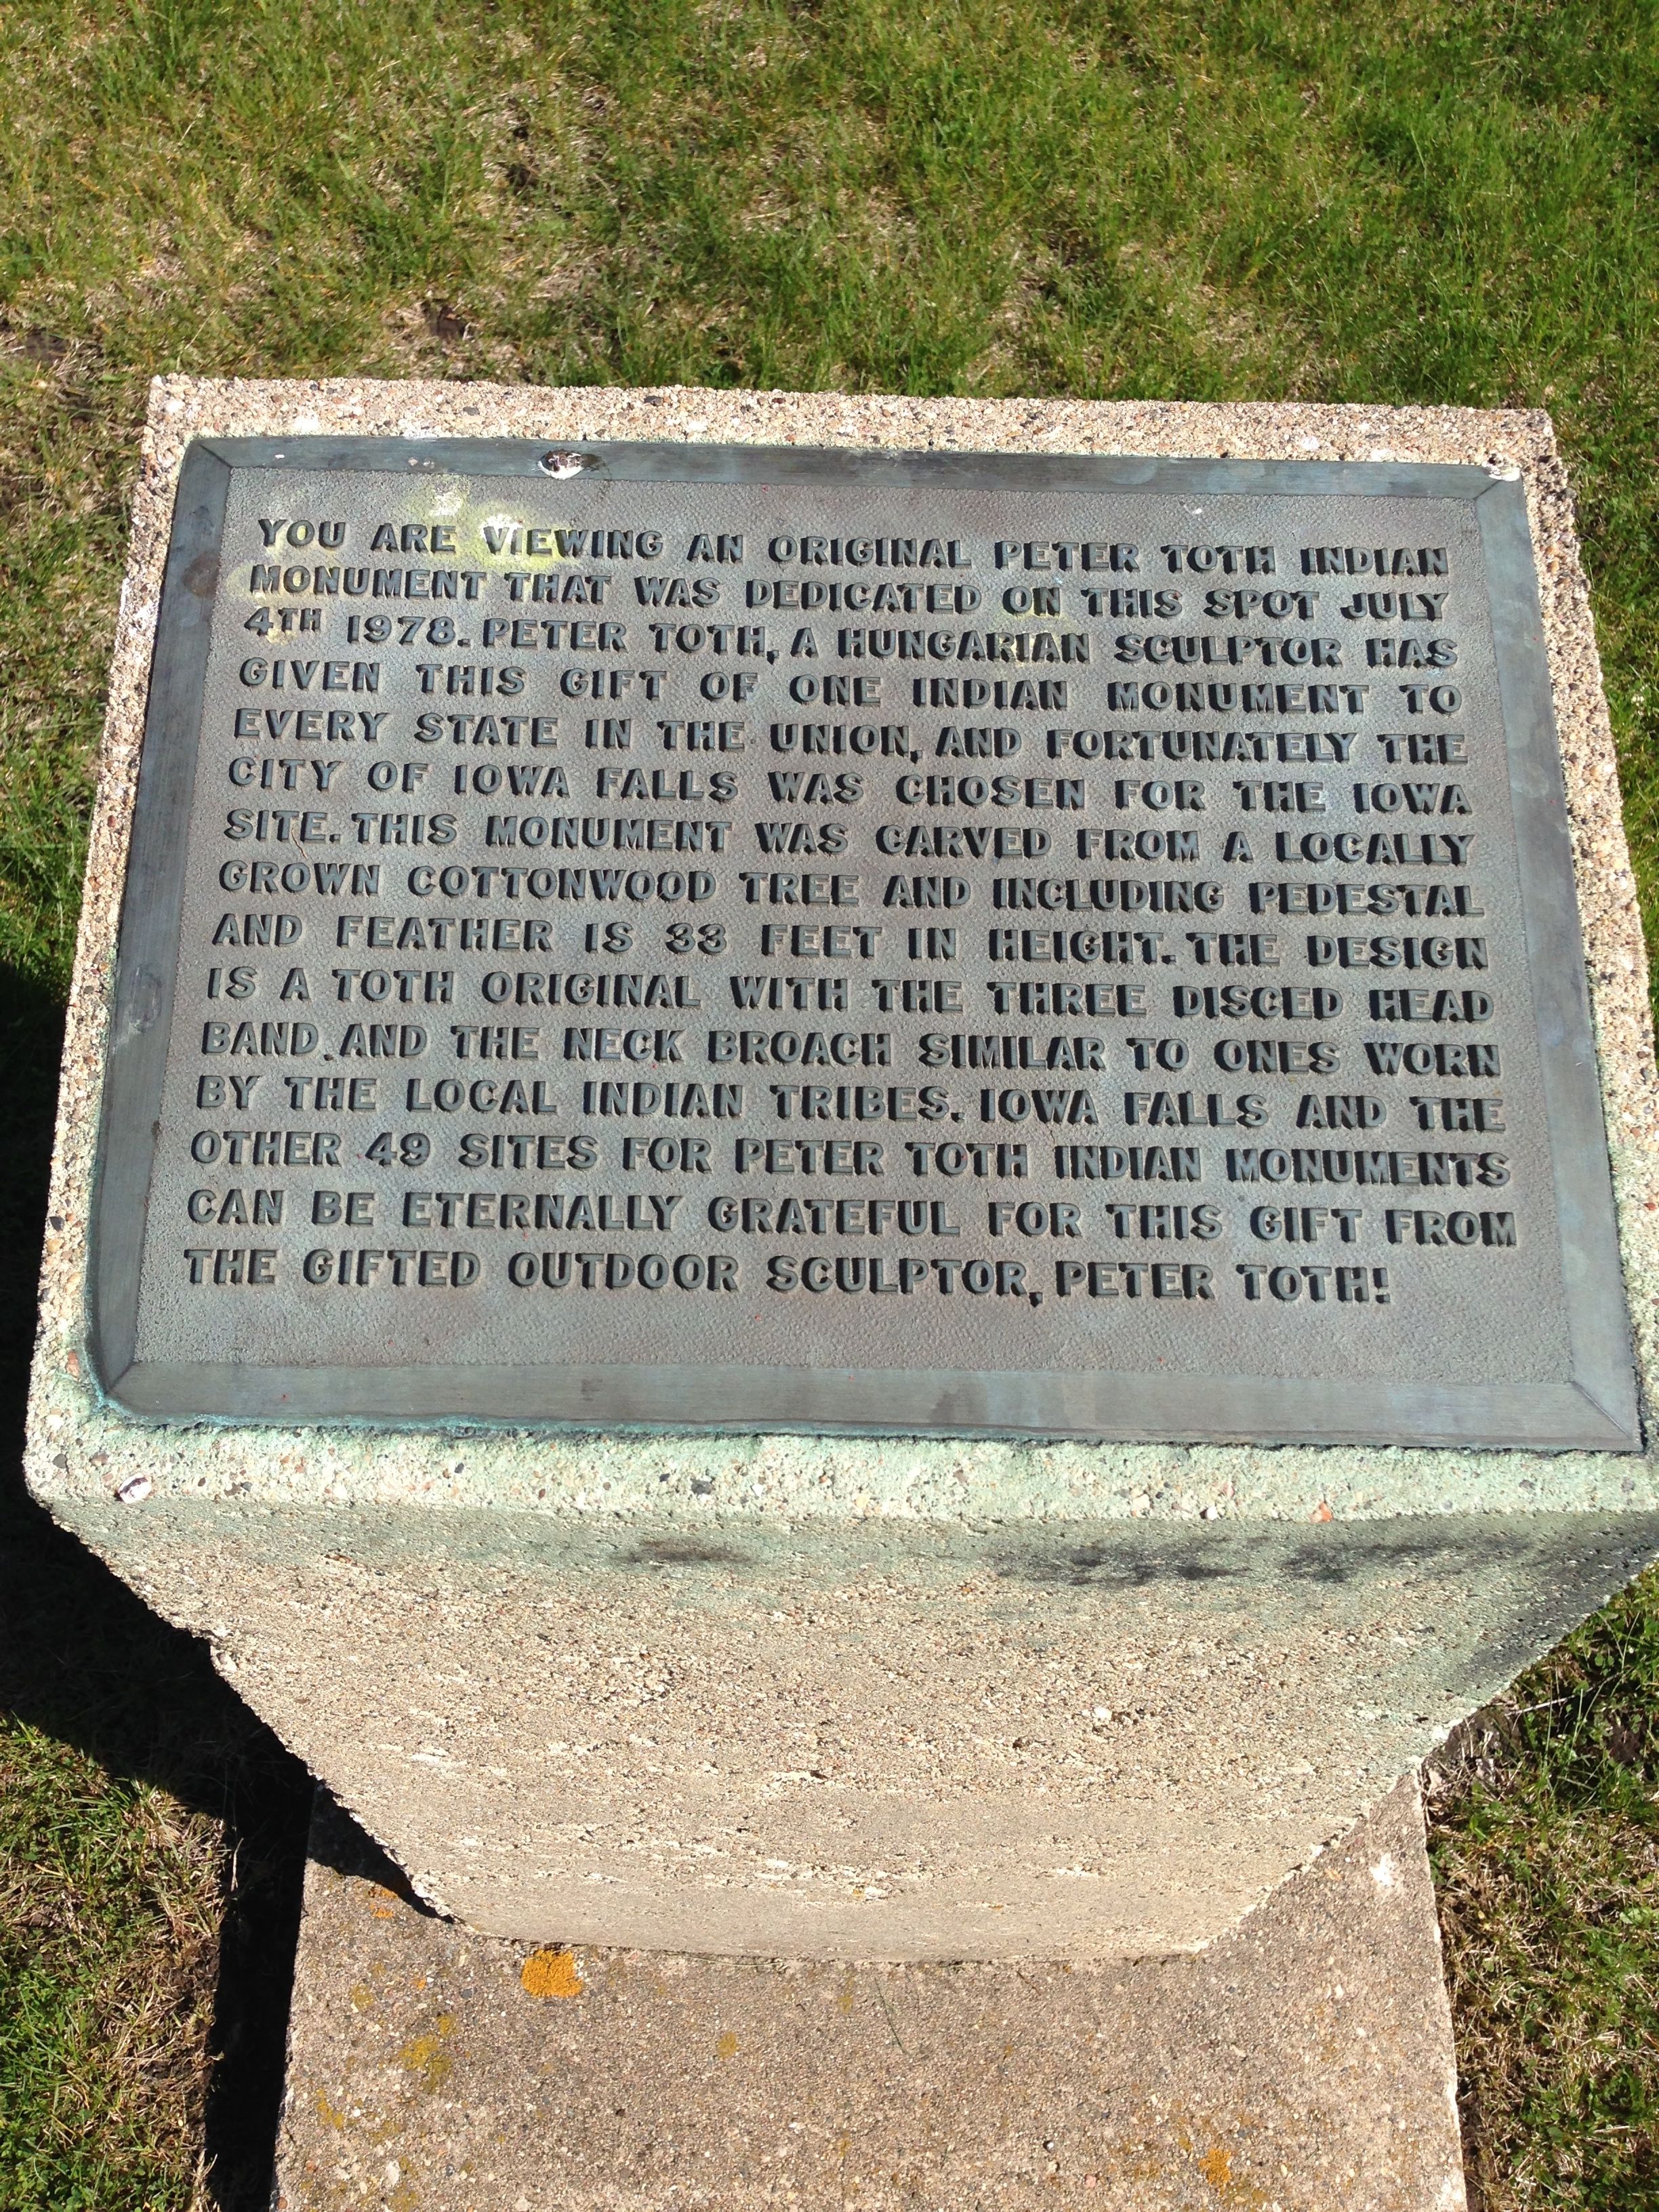 YOU ARE VIEWING AN ORIGINAL PETER TOTH INDIAN
MONUMENT THAT WAS DEDICATED ON THIS SPOT JULY
4TH 1978. PETER TOTH, A HUNGARIAN SCULPTOR HAS
GIVEN THIS GIFT OF ONE INDIAN MONUMENT TO
EVERY STATE IN THE UNION, AND FORTUNATELY THE
CITY OF IOWA FALLS WAS CHOSEN FOR THE IOWA
SITE. THIS MONUMENT WAS CARVED FROM A LOCALLY
GROWN COTTONWOOD TREE AND INCLUDING PEDESTAL
AND FEATHER IS 33 FEET IN HEIGHT. THE DESIGN
IS A TOTH ORIGINAL WITH THE THREE DISCED HEAD
BAND. AND THE NECK BROACH SIMILAR TO ONES WORN
BY THE LOCAL INDIAN TRIBES. IOWA FALLS AND THE
OTHER 49 SITES FOR PETER TOTH INDIAN MONUMENTS
CAN BE ETERNALLY GRATEFUL FOR THIS GIFT FROM
THE GIFTED OUTDOOR SCULPTOR, PETER TOTH!